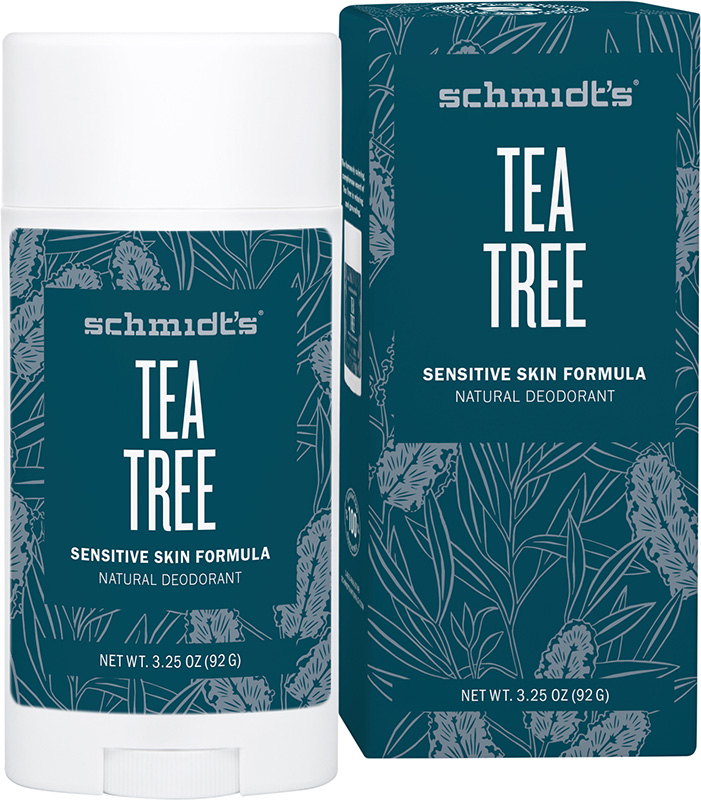 schmidt's®
TEA
TREE
SENSITIVE SKIN FORMULA
NATURAL DEODORANT
NET WT. 3.25 OZ (92 G)
schmidt's®
TEA
TREE
SENSITIVE SKIN FORMULA
NATURAL DEODORANT
NET WT. 3.25 OZ (92 G)
100